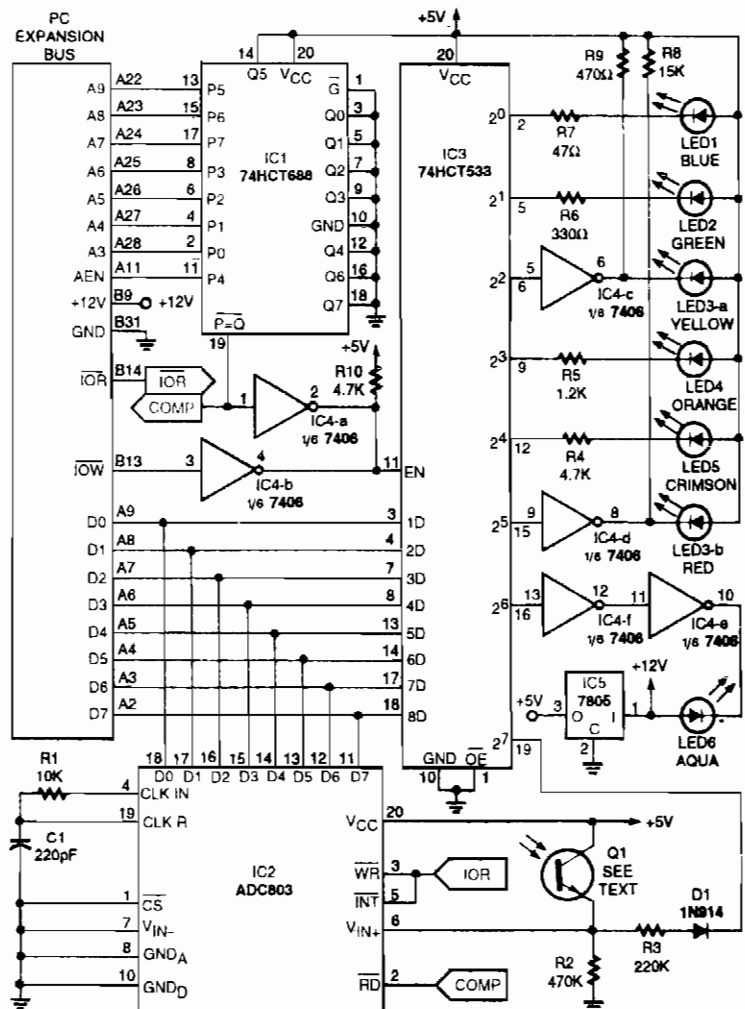 PC
EXPANSION
BUS
+5V
14
20
Q5
VCC
20
VCC
R9
470Ω
R8
15K
A9 A22 13 P5
A8 A23 15 P6
A7 A24 17 P7
A6 A25 8 P3
A5 A26 6 P2
A4 A27 4 P1
A3 A28 2 P0
AEN A11 11 P4
+12V B9 +12V
GND B31
IOR B14 IOR
COMP
IOW B13 3
IC1
74HCT688
G 1
Q0 3
Q1 5
Q2 7
Q3 9
GND 10
Q4 12
Q6 16
Q7 18
P=Q
19
1
2
IC4-a
1/6 7406
4
IC4-b
1/6 7406
+5V
R10
4.7K
11 EN
IC3
74HCT533
2⁰
2
R7
47Ω
LED1
BLUE
2¹
5
R6
330Ω
LED2
GREEN
2²
5
6
6
IC4-c
1/6 7406
LED3-a
YELLOW
2³
9
R5
1.2K
LED4
ORANGE
2⁴
12
R4
4.7K
LED5
CRIMSON
2⁵
9
15
8
IC4-d
1/6 7406
LED3-b
RED
2⁶
13
16
12
IC4-f
1/6 7406
11
10
IC4-e
1/6 7406
D0 A9 3 1D
D1 A8 4 2D
D2 A7 7 3D
D3 A6 8 4D
D4 A5 13 5D
D5 A4 14 6D
D6 A3 17 7D
D7 A2 18 8D
+5V
3
IC5
7805
O I
C
2
1
+12V
LED6
AQUA
2⁷
19
GND OE
10
1
18 17 16 15 14 13 12 11
D0 D1 D2 D3 D4 D5 D6 D7
R1
10K
4 CLK IN
19 CLK R
C1
220pF
1 CS
7 VIN-
8 GNDA
10 GNDD
IC2
ADC803
VCC 20
+5V
WR 3
IOR
INT 5
VIN+ 6
RD 2
COMP
Q1
SEE
TEXT
D1
1N914
R2
470K
R3
220K